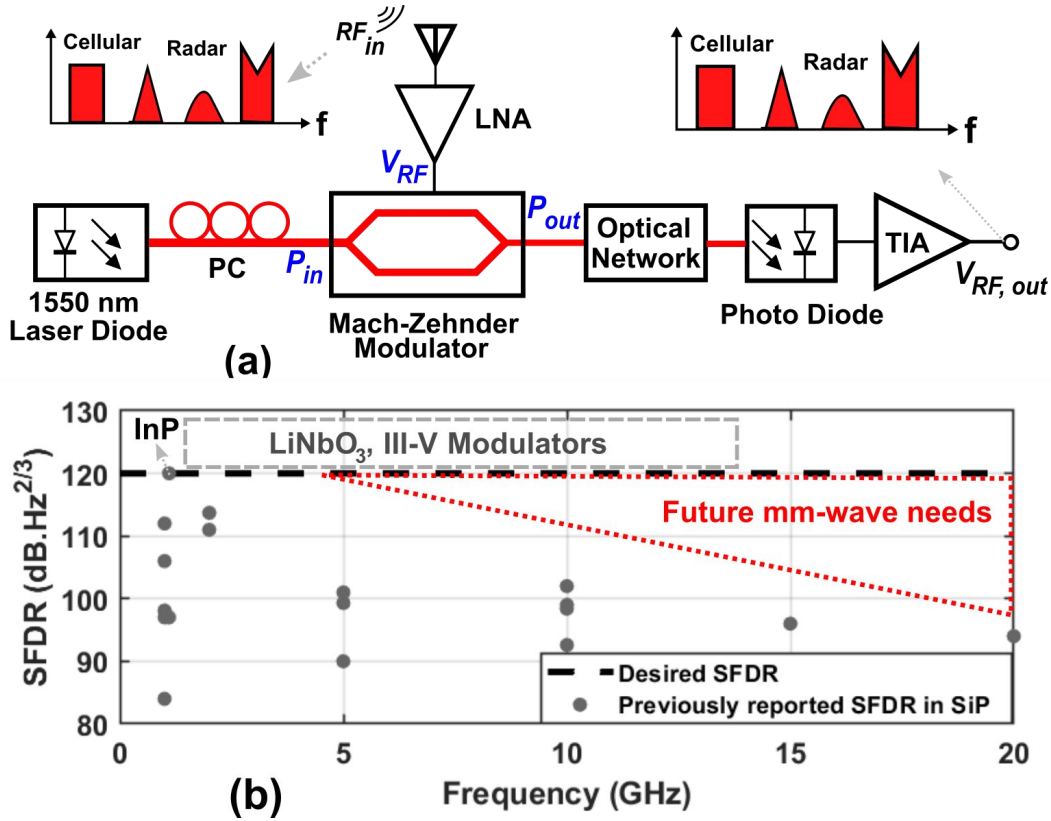 Cellular
Radar
f
RF_in
LNA
V_RF
Cellular
Radar
f
PC
P_in
P_out
Optical
Network
TIA
V_RF, out
1550 nm
Laser Diode
Mach-Zehnder
Modulator
Photo Diode
(a)
130
120
110
100
90
80
SFDR (dB.Hz^2/3)
InP
LiNbO₃, III-V Modulators
Future mm-wave needs
Desired SFDR
Previously reported SFDR in SiP
0
5
10
15
20
Frequency (GHz)
(b)